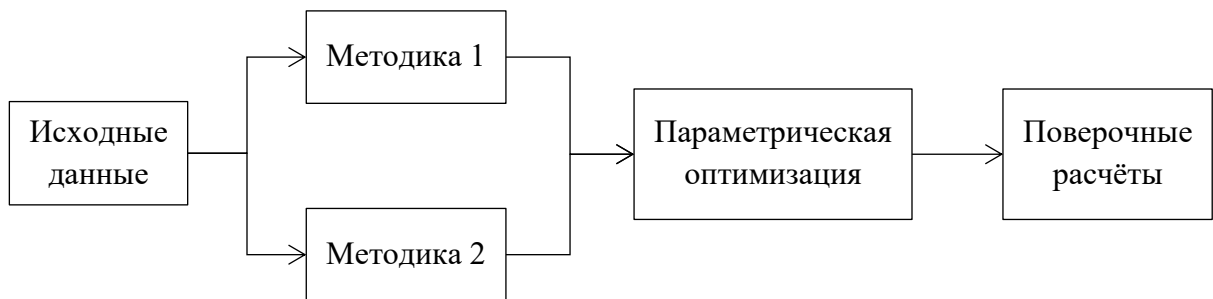 Методика 1
Исходные
данные
Параметрическая
оптимизация
Поверочные
расчёты
Методика 2